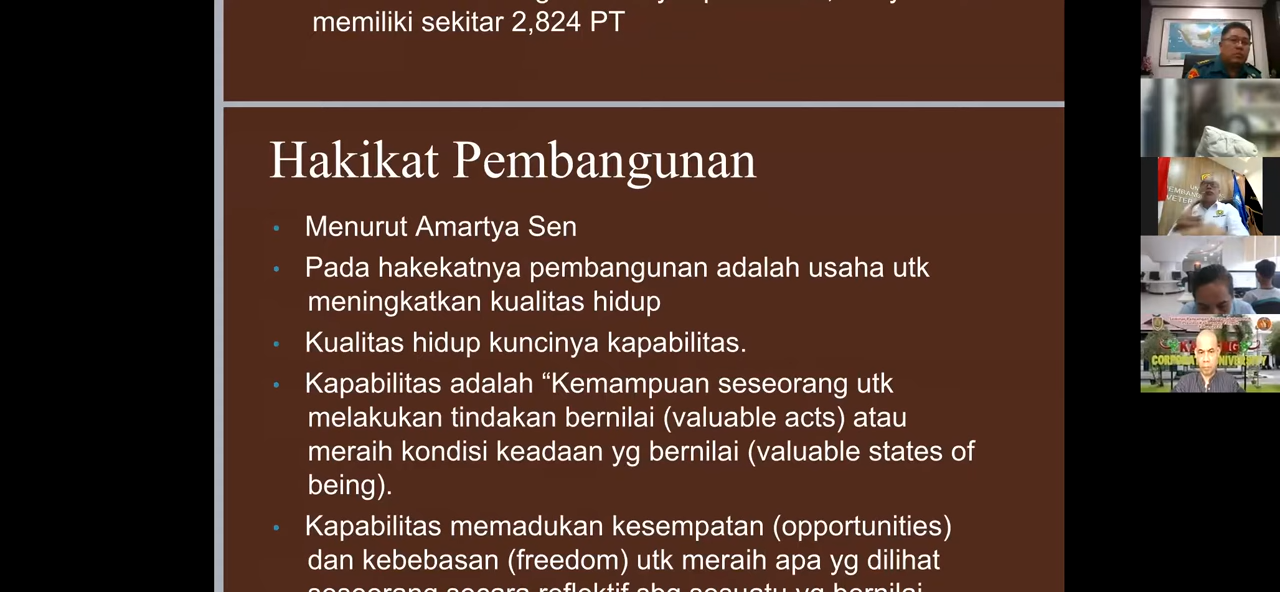 memiliki sekitar 2,824 PT
Hakikat Pembangunan
• Menurut Amartya Sen
• Pada hakekatnya pembangunan adalah usaha utk
meningkatkan kualitas hidup
• Kualitas hidup kuncinya kapabilitas.
• Kapabilitas adalah “Kemampuan seseorang utk
melakukan tindakan bernilai (valuable acts) atau
meraih kondisi keadaan yg bernilai (valuable states of
being).
• Kapabilitas memadukan kesempatan (opportunities)
dan kebebasan (freedom) utk meraih apa yg dilihat
seseorang secara reflektif sbg sesuatu yg bernilai